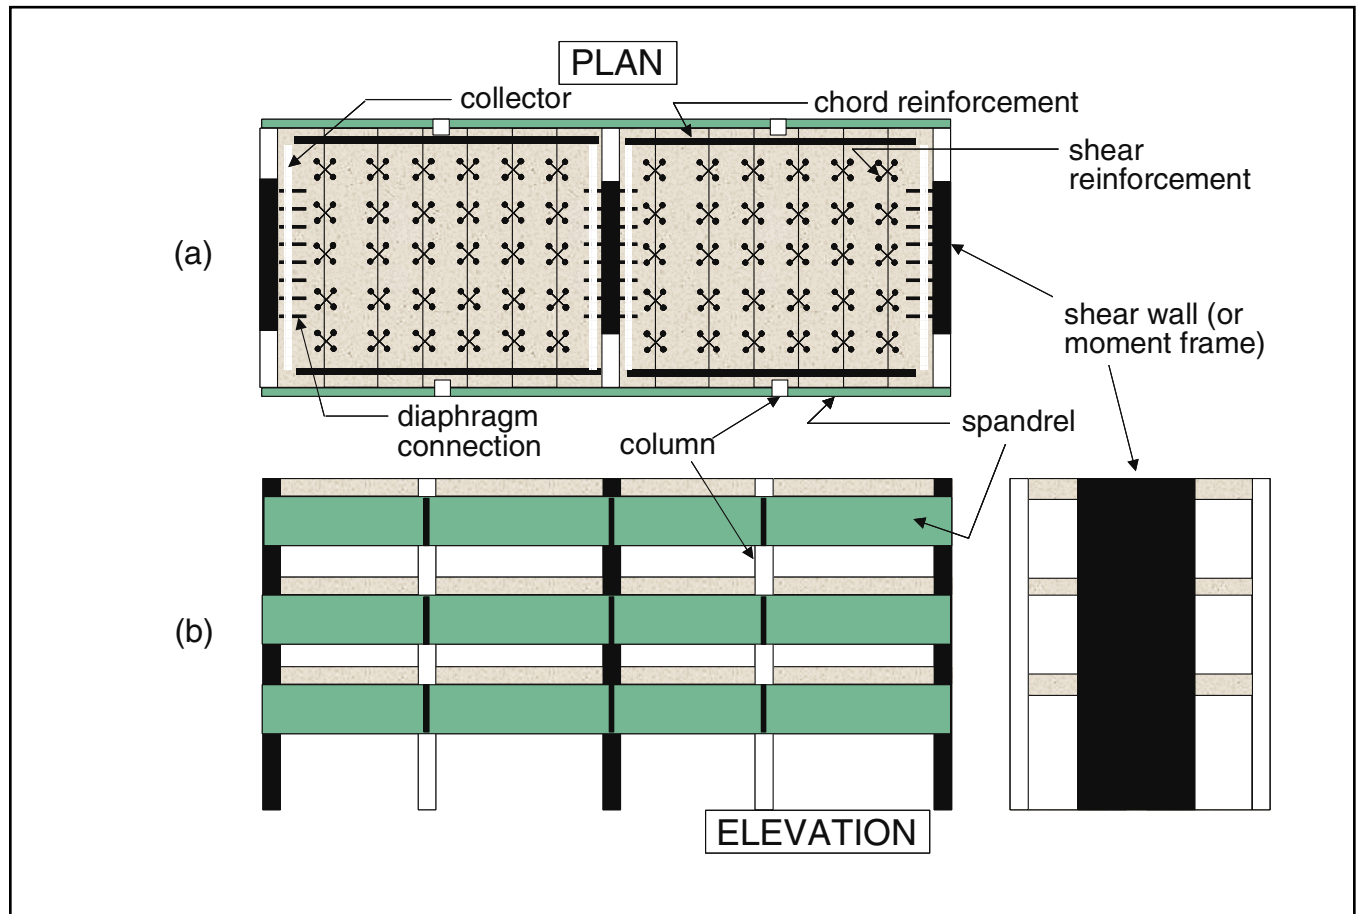 PLAN
collector
chord reinforcement
shear
reinforcement
(a)
shear wall (or
moment frame)
diaphragm
connection
column
spandrel
(b)
ELEVATION